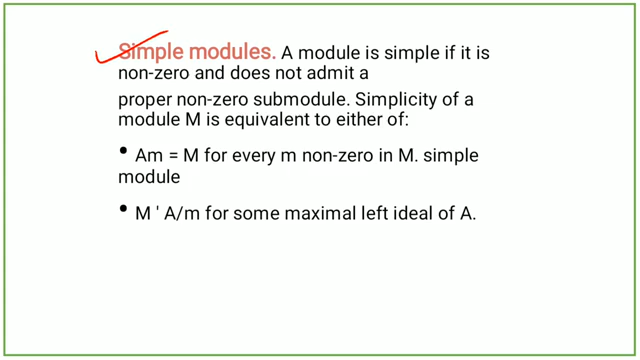 Simple modules. A module is simple if it is
non-zero and does not admit a
proper non-zero submodule. Simplicity of a
module M is equivalent to either of:
• Am = M for every m non-zero in M. simple
module
• M ' A/m for some maximal left ideal of A.